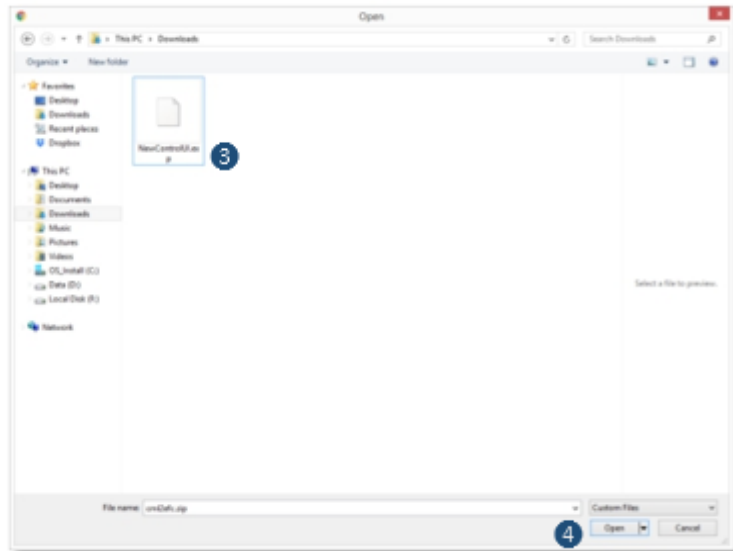 Open
This PC › Downloads
Search Downloads
Organize
New folder
Favorites
Desktop
Downloads
Recent places
Dropbox
NewControlUI.es
p
3
This PC
Desktop
Documents
Downloads
Music
Pictures
Videos
OS_Install (C:)
Data (D:)
Local Disk (F:)
Network
Select a file to preview.
File name:
Custom Files
4
Open
Cancel